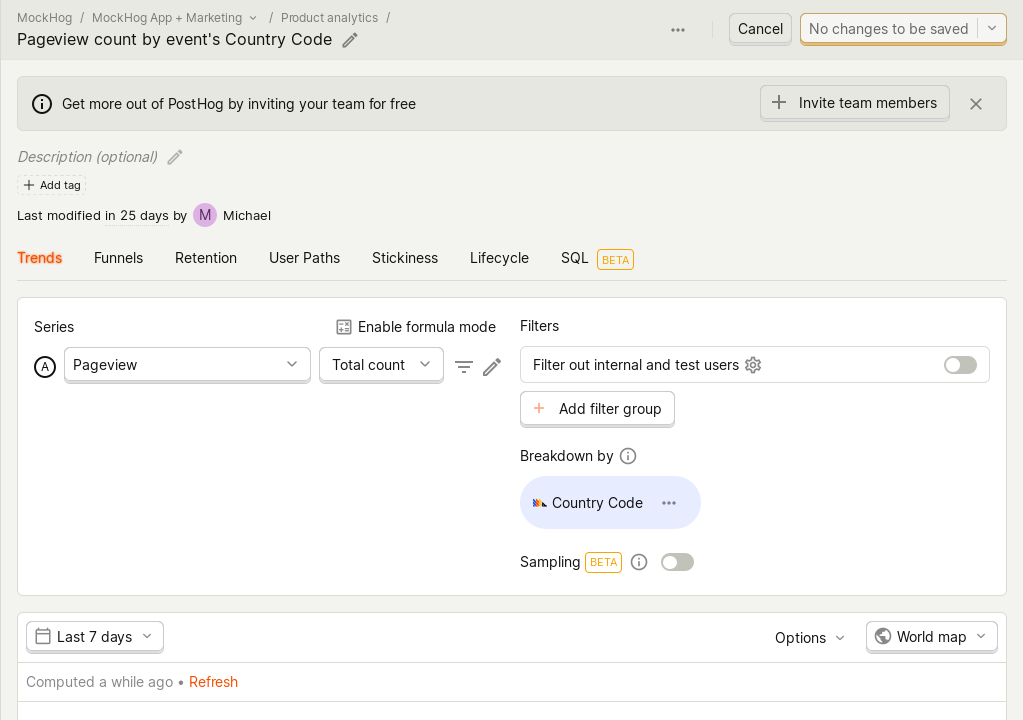 MockHog / MockHog App + Marketing / Product analytics /
Pageview count by event's Country Code
Cancel
No changes to be saved
Get more out of PostHog by inviting your team for free
Invite team members
Description (optional)
Add tag
Last modified in 25 days by M Michael
Trends Funnels Retention User Paths Stickiness Lifecycle SQL BETA
Series
Enable formula mode
A Pageview Total count
Filters
Filter out internal and test users
Add filter group
Breakdown by
Country Code
Sampling BETA
Last 7 days
Options
World map
Computed a while ago • Refresh